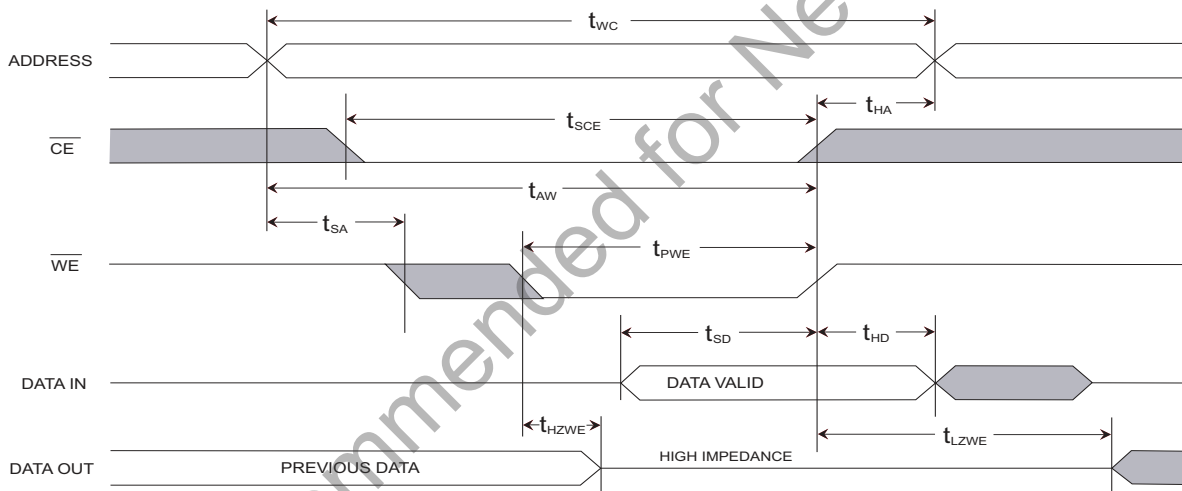 tWC
ADDRESS
tHA
tSCE
CE
tAW
tSA
tPWE
WE
tSD
tHD
DATA IN
DATA VALID
tHZWE
tLZWE
DATA OUT
PREVIOUS DATA
HIGH IMPEDANCE
ommended for Ne